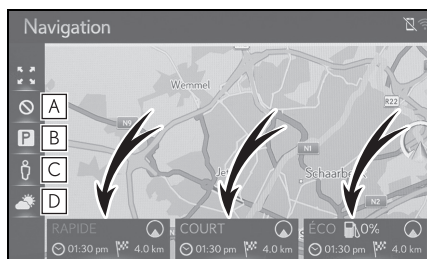 Navigation
Wemmel
R22
N9
A
B
N1
C
Schaarb
D
N2
RAPIDE
COURT
ÉCO 0%
01:30 pm 4.0 km
01:30 pm 4.0 km
01:30 pm 4.0 km